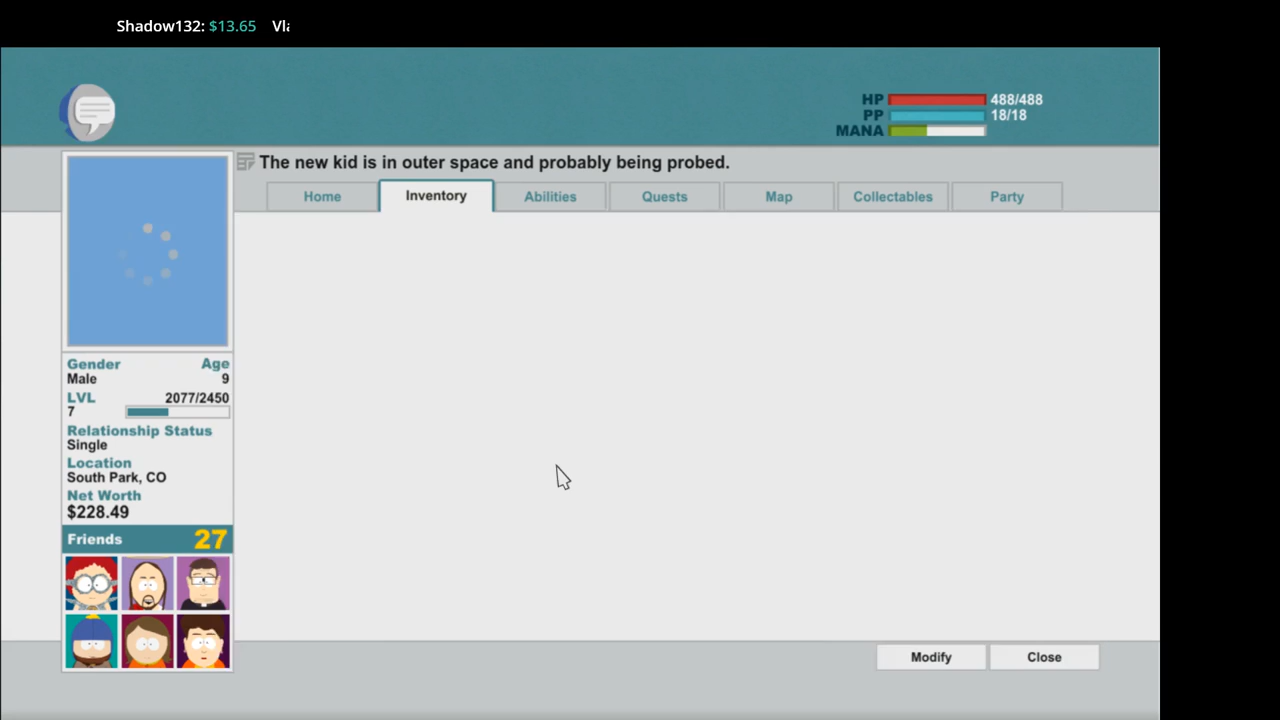 Shadow132: $13.65
HP 488/488
PP 18/18
MANA
The new kid is in outer space and probably being probed.
Home Inventory Abilities Quests Map Collectables Party
Gender Age
Male 9
LVL 2077/2450
7
Relationship Status
Single
Location
South Park, CO
Net Worth
$228.49
Friends 27
Modify Close